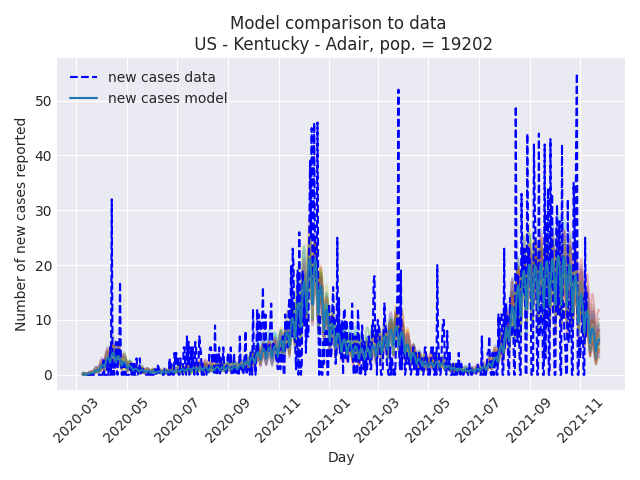 Model comparison to data
US - Kentucky - Adair, pop. = 19202
new cases data
new cases model
Number of new cases reported
50
40
30
20
10
0
2020-03
2020-05
2020-07
2020-09
2020-11
2021-01
2021-03
2021-05
2021-07
2021-09
2021-11
Day